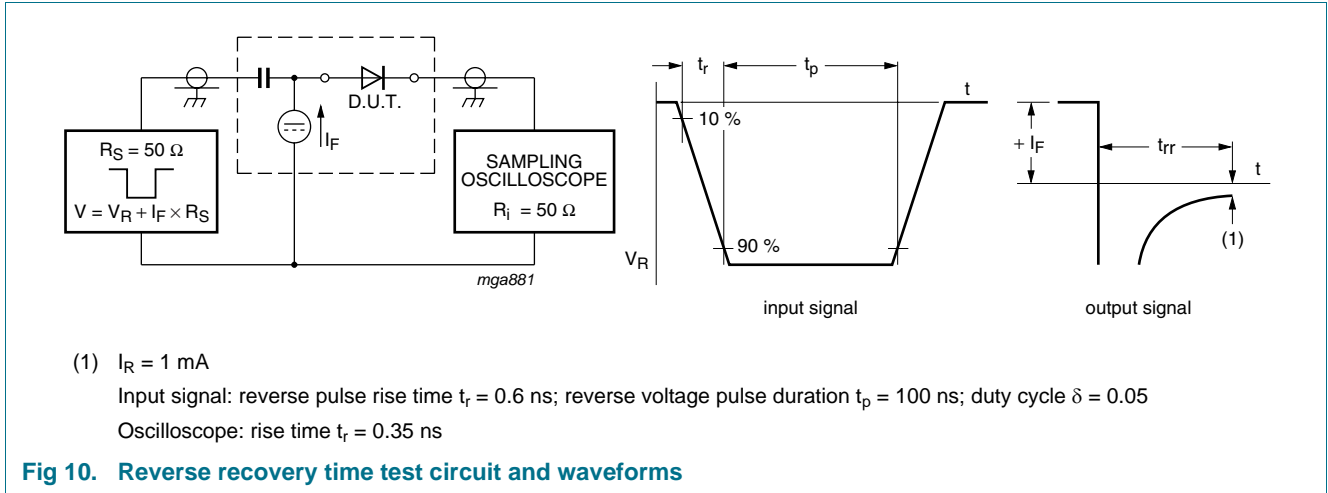 R_S = 50 Ω
V = V_R + I_F × R_S
D.U.T.
I_F
SAMPLING
OSCILLOSCOPE
R_i = 50 Ω
mga881
t_r
t_p
t
10 %
90 %
V_R
input signal
+ I_F
t_rr
t
(1)
output signal
(1) I_R = 1 mA
Input signal: reverse pulse rise time t_r = 0.6 ns; reverse voltage pulse duration t_p = 100 ns; duty cycle δ = 0.05
Oscilloscope: rise time t_r = 0.35 ns
Fig 10. Reverse recovery time test circuit and waveforms